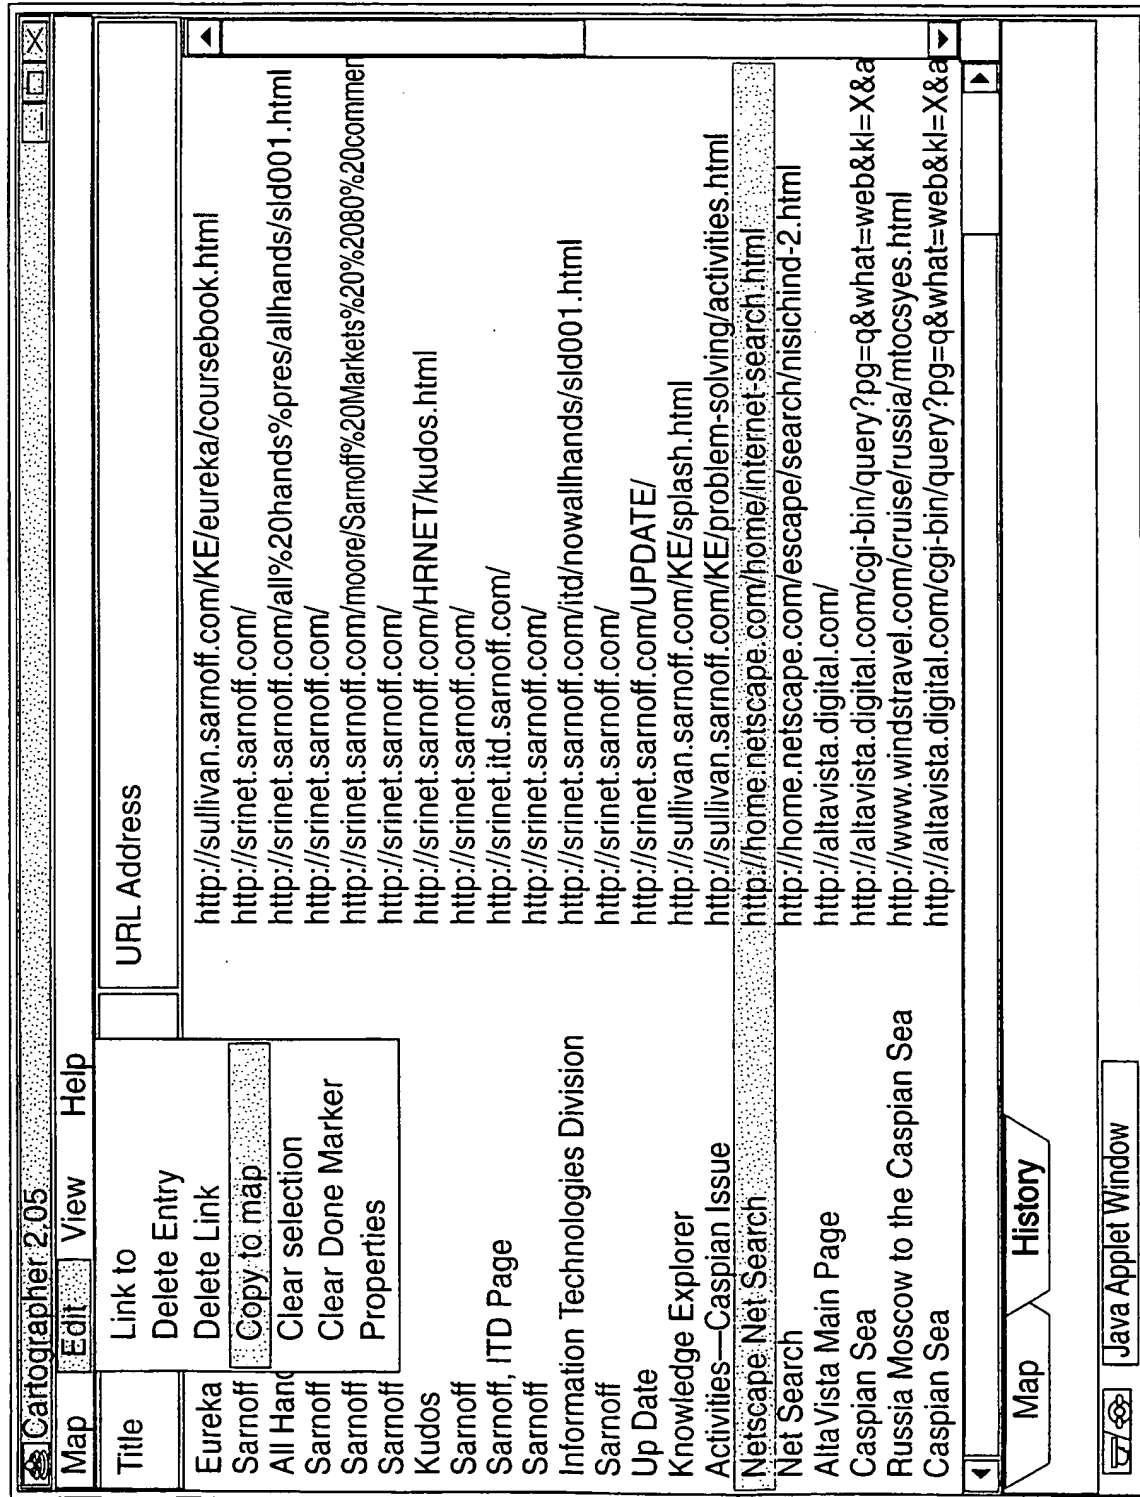 Cartographer 2.05
Map Edit View Help
Title URL Address
Link to
Delete Entry
Delete Link
Copy to map
Clear selection
Clear Done Marker
Properties
Eureka http://sullivan.sarnoff.com/KE/eureka/coursebook.html
Sarnoff http://srinet.sarnoff.com/
All Hand http://srinet.sarnoff.com/all%20hands%pres/allhands/sld001.html
Sarnoff http://srinet.sarnoff.com/
Sarnoff http://srinet.sarnoff.com/moore/Sarnoff%20Markets%20%2080%20commer
Sarnoff http://srinet.sarnoff.com/
Kudos http://srinet.sarnoff.com/HRNET/kudos.html
Sarnoff http://srinet.sarnoff.com/
Sarnoff, ITD Page http://srinet.itd.sarnoff.com/
Sarnoff http://srinet.sarnoff.com/
Information Technologies Division http://srinet.sarnoff.com/itd/nowallhands/sld001.html
Sarnoff http://srinet.sarnoff.com/
Up Date http://srinet.sarnoff.com/UPDATE/
Knowledge Explorer http://sullivan.sarnoff.com/KE/splash.html
Activities—Caspian Issue http://sullivan.sarnoff.com/KE/problem-solving/activities.html
Netscape Net Search http://home.netscape.com/home/internet-search.html
Net Search http://home.netscape.com/escape/search/nisichind-2.html
Alta Vista Main Page http://altavista.digital.com/
Caspian Sea http://altavista.digital.com/cgi-bin/query?pg=q&what=web&kl=X&a
Russia Moscow to the Caspian Sea http://www.windstravel.com/cruise/russia/mtocsyes.html
Caspian Sea http://altavista.digital.com/cgi-bin/query?pg=q&what=web&kl=X&a
Map History
Java Applet Window